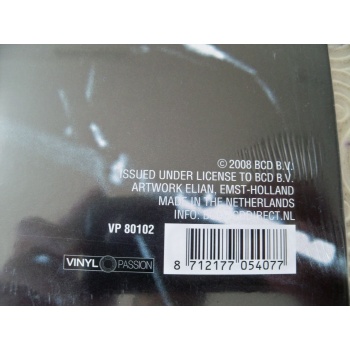 © 2008 BCD B.V.
ISSUED UNDER LICENSE TO BCD B.V.
ARTWORK ELIAN, EMST-HOLLAND
MADE IN THE NETHERLANDS
INFO:
VP 80102
VINYL PASSION
8 712177 054077